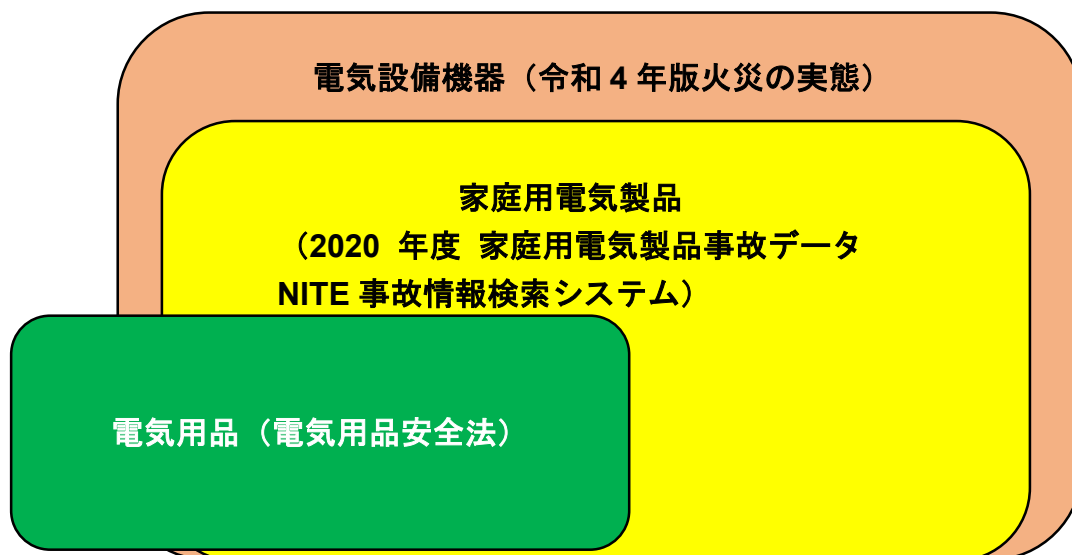 電気設備機器（令和 4 年版火災の実態）
家庭用電気製品
（2020 年度 家庭用電気製品事故データ
NITE 事故情報検索システム）
電気用品（電気用品安全法）